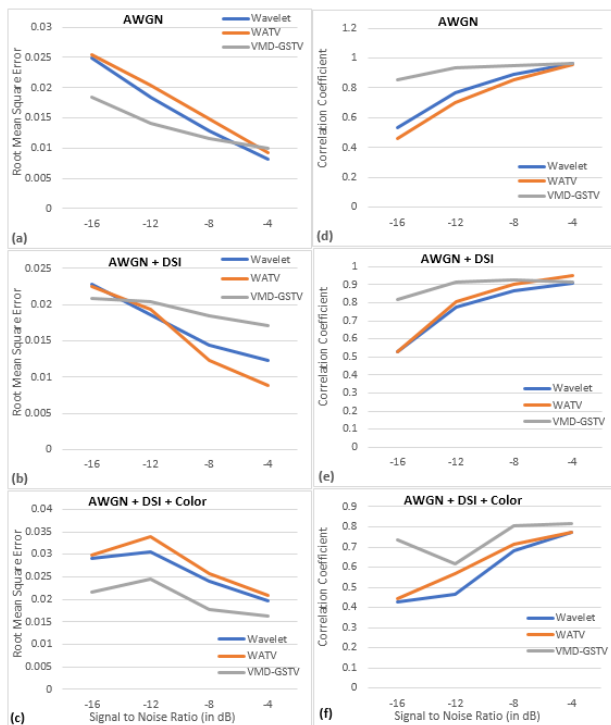 AWGN
Root Mean Square Error
0.03
0.025
0.02
0.015
0.01
0.005
0
-16 -12 -8 -4
Wavelet
WATV
VMD-GSTV
(a)
AWGN
Correlation Coefficient
1.2
1
0.8
0.6
0.4
0.2
0
-16 -12 -8 -4
Wavelet
WATV
VMD-GSTV
(d)
AWGN + DSI
Root Mean Square Error
0.025
0.02
0.015
0.01
0.005
0
-16 -12 -8 -4
Wavelet
WATV
VMD-GSTV
(b)
AWGN + DSI
Correlation Coefficient
1
0.9
0.8
0.7
0.6
0.5
0.4
0.3
0.2
0.1
0
-16 -12 -8 -4
Wavelet
WATV
VMD-GSTV
(e)
AWGN + DSI + Color
Root Mean Square Error
0.04
0.035
0.03
0.025
0.02
0.015
0.01
0.005
0
-16 -12 -8 -4
Wavelet
WATV
VMD-GSTV
(c)
Signal to Noise Ratio (in dB)
AWGN + DSI + Color
Correlation Coefficient
0.9
0.8
0.7
0.6
0.5
0.4
0.3
0.2
0.1
0
-16 -12 -8 -4
Wavelet
WATV
VMD-GSTV
Signal to Noise Ratio (in dB)
(f)